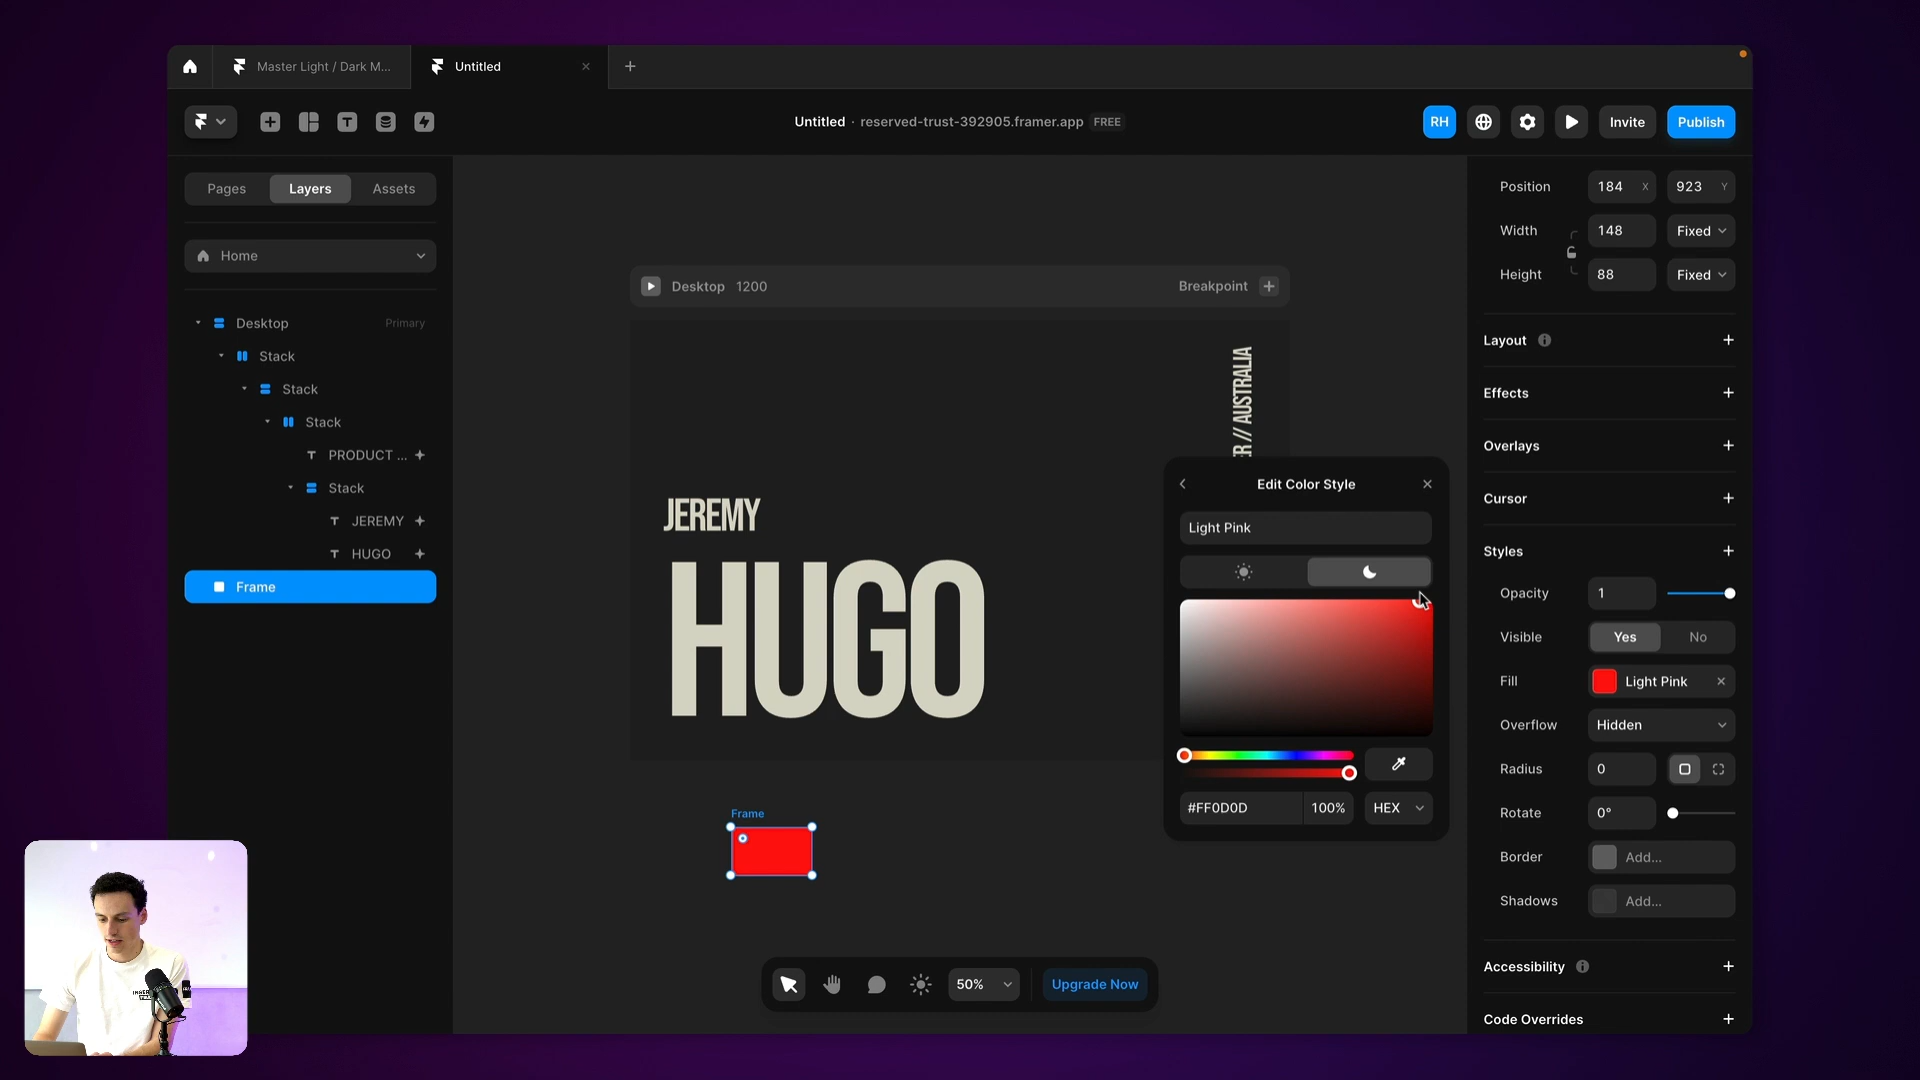 Master Light / Dark M...
Untitled
Untitled · reserved-trust-392905.framer.app FREE
RH
Invite
Publish
Pages
Layers
Assets
Home
Desktop
Primary
Stack
Stack
Stack
PRODUCT ...
Stack
JEREMY
HUGO
Frame
Desktop 1200
Breakpoint
ER // AUSTRALIA
JEREMY
HUGO
Frame
Edit Color Style
Light Pink
#FF0D0D
100%
HEX
50%
Upgrade Now
Position
184 X
923 Y
Width
148
Fixed
Height
88
Fixed
Layout
Effects
Overlays
Cursor
Styles
Opacity
1
Visible
Yes
No
Fill
Light Pink
Overflow
Hidden
Radius
0
Rotate
0°
Border
Add...
Shadows
Add...
Accessibility
Code Overrides